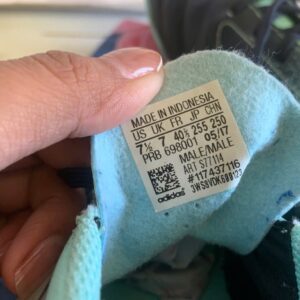 MADE IN INDONESIA
US UK FR JP CHN
7½ 7 40⅔ 255 250
PRB 698001 05/17
MALE/MALE
ART S77114
#117437116
adidas